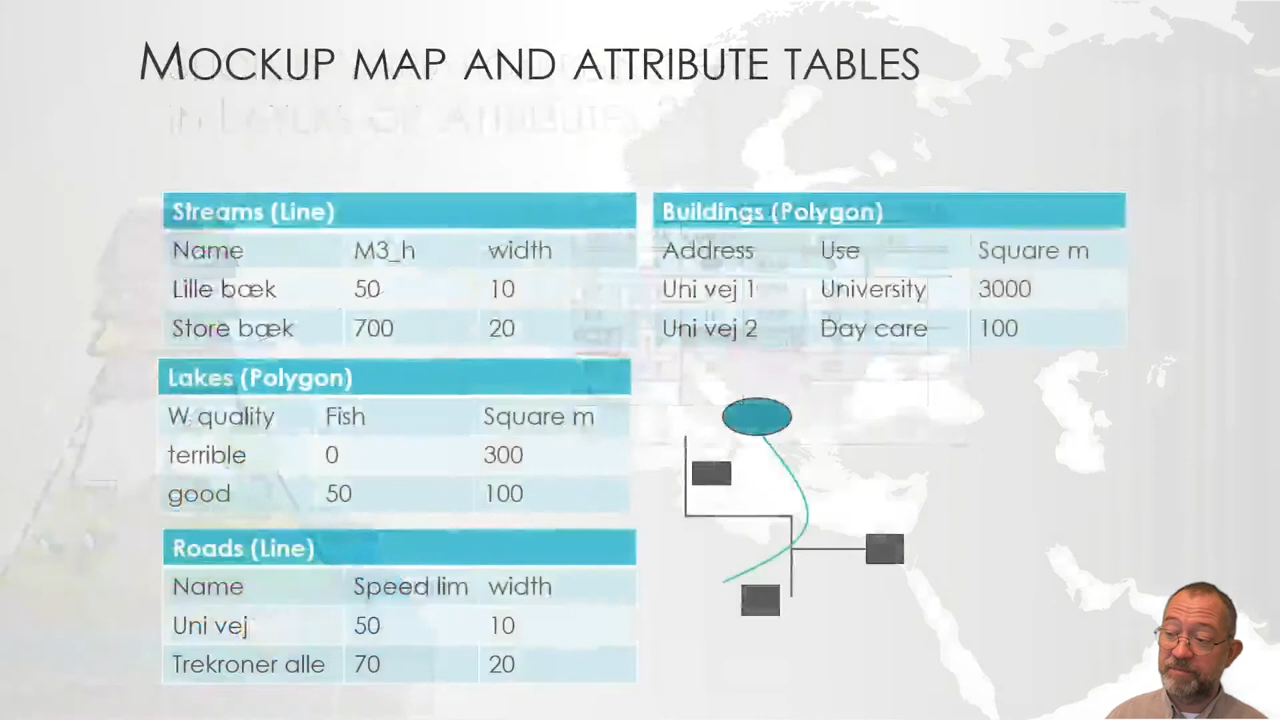 Mockup map and attribute tables
Streams (Line)
Name M3_h width
Lille bæk 50 10
Store bæk 700 20
Buildings (Polygon)
Address Use Square m
Uni vej 1 University 3000
Uni vej 2 Day care 100
Lakes (Polygon)
W quality Fish Square m
terrible 0 300
good 50 100
Roads (Line)
Name Speed lim width
Uni vej 50 10
Trekroner alle 70 20